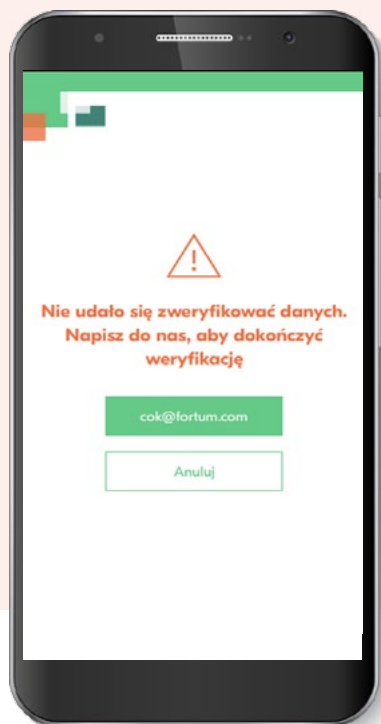 Nie udało się zweryfikować danych.
Napisz do nas, aby dokończyć
weryfikację
cok@fortum.com
Anuluj